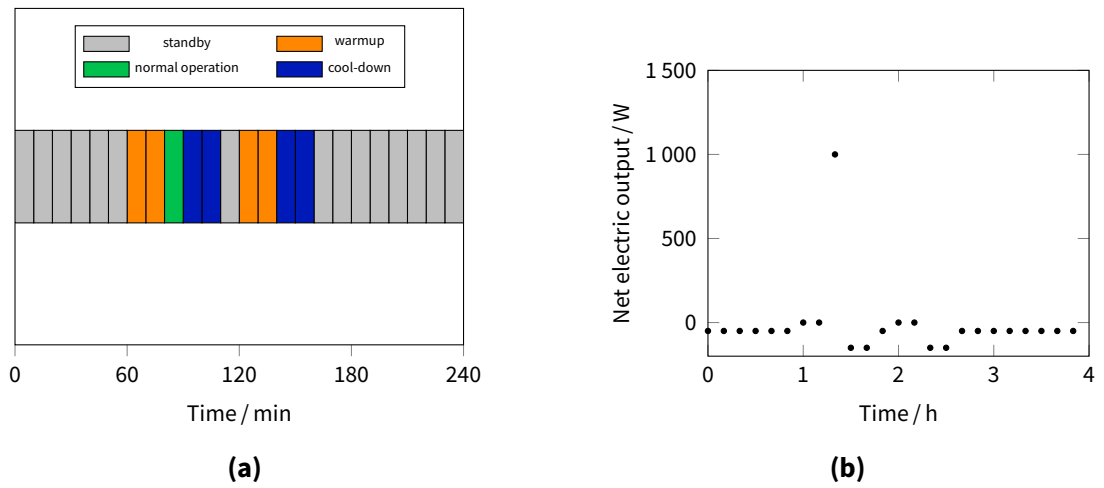 standby warmup
normal operation cool-down
0 60 120 180 240
Time / min
(a)
1 500
1 000
500
0
Net electric output / W
0 1 2 3 4
Time / h
(b)